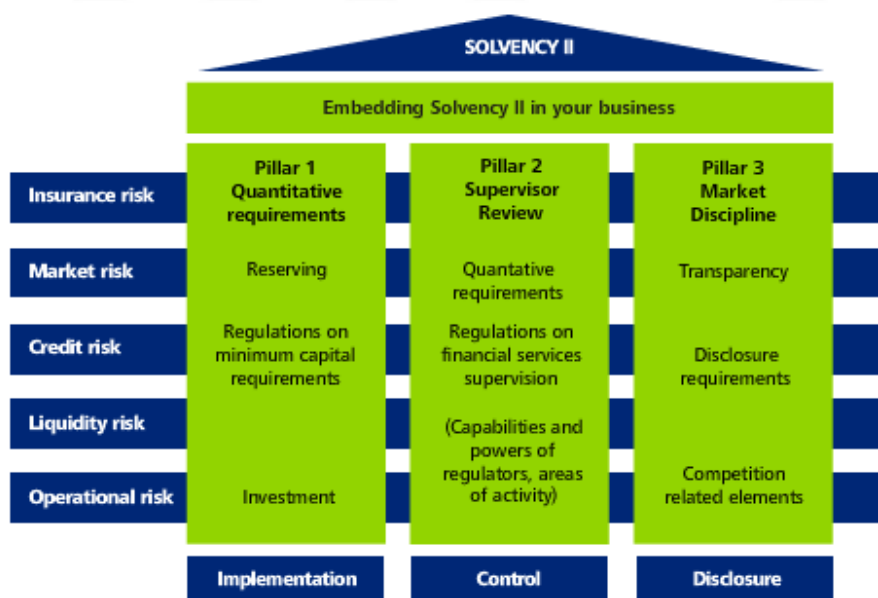 SOLVENCY II
Embedding Solvency II in your business
Pillar 1
Quantitative
requirements
Pillar 2
Supervisor
Review
Pillar 3
Market
Discipline
Insurance risk
Market risk
Reserving
Quantative
requirements
Transparency
Credit risk
Regulations on
minimum capital
requirements
Regulations on
financial services
supervision
Disclosure
requirements
Liquidity risk
(Capabilities and
powers of
regulators, areas
of activity)
Operational risk
Investment
Competition
related elements
Implementation
Control
Disclosure